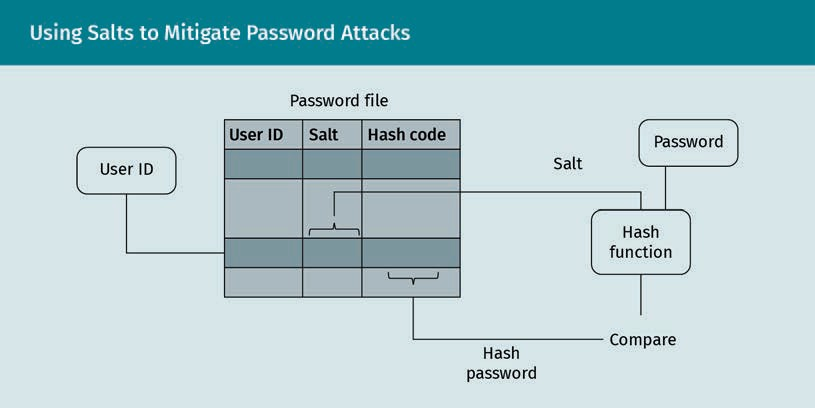 Using Salts to Mitigate Password Attacks
Password file
User ID
Salt
Hash code
User ID
Salt
Password
Hash
function
Compare
Hash
password